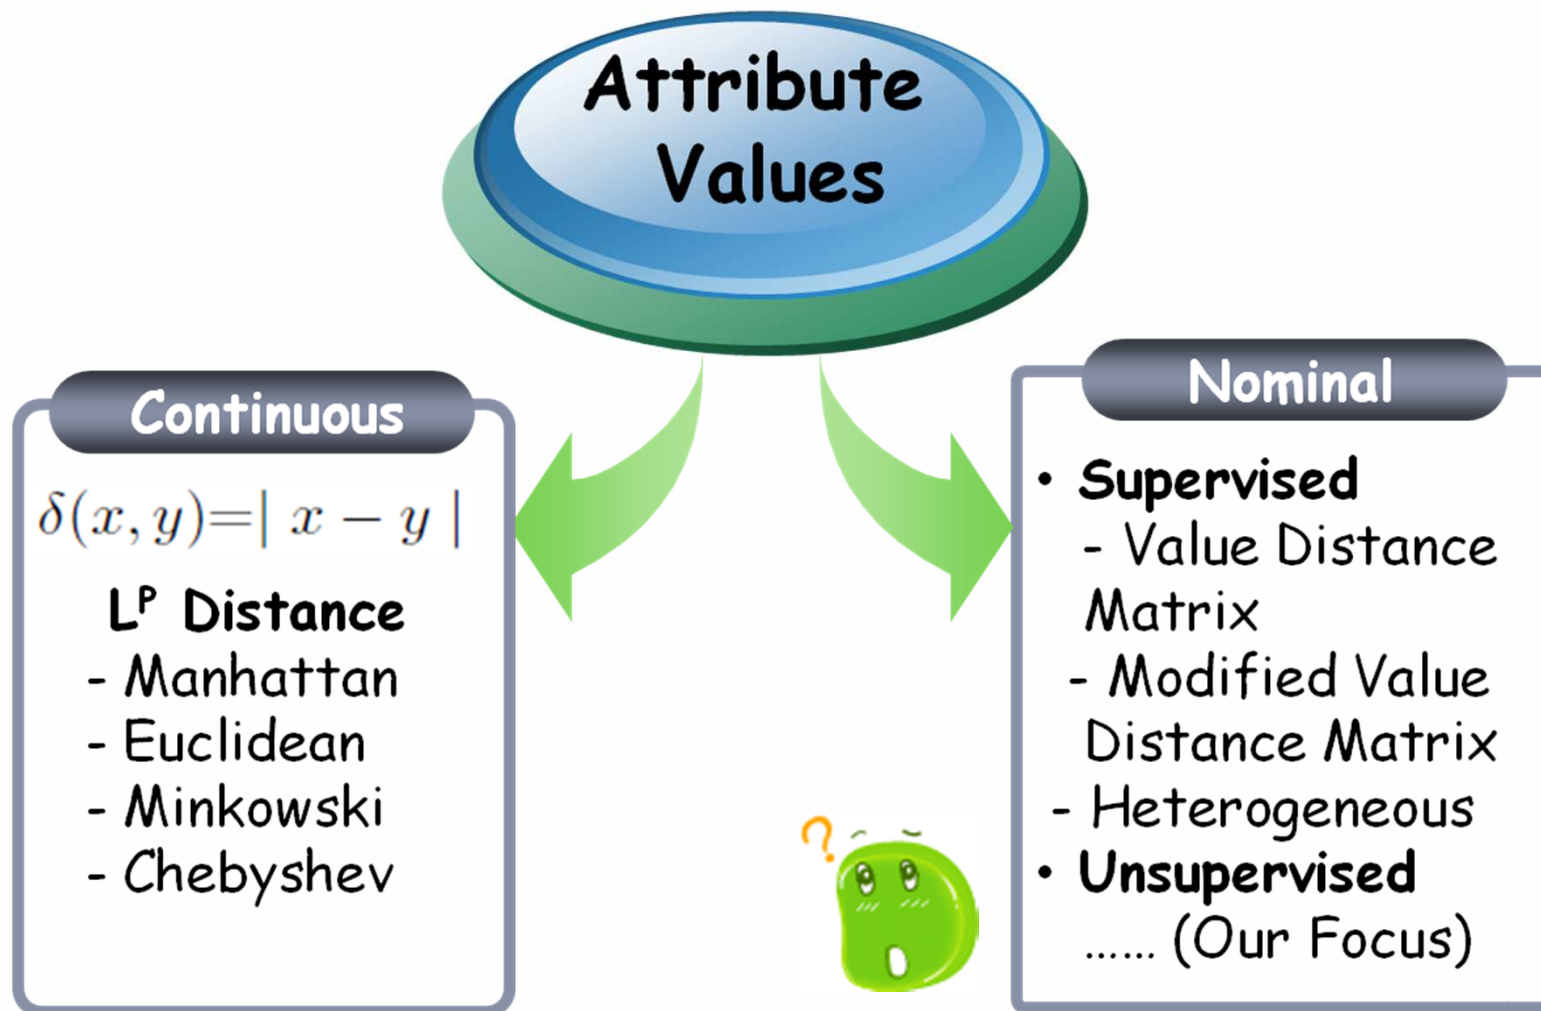 Attribute
Values
Continuous
δ(x, y)=| x − y |
Lᴾ Distance
- Manhattan
- Euclidean
- Minkowski
- Chebyshev
?
Nominal
• Supervised
- Value Distance
Matrix
- Modified Value
Distance Matrix
- Heterogeneous
• Unsupervised
...... (Our Focus)